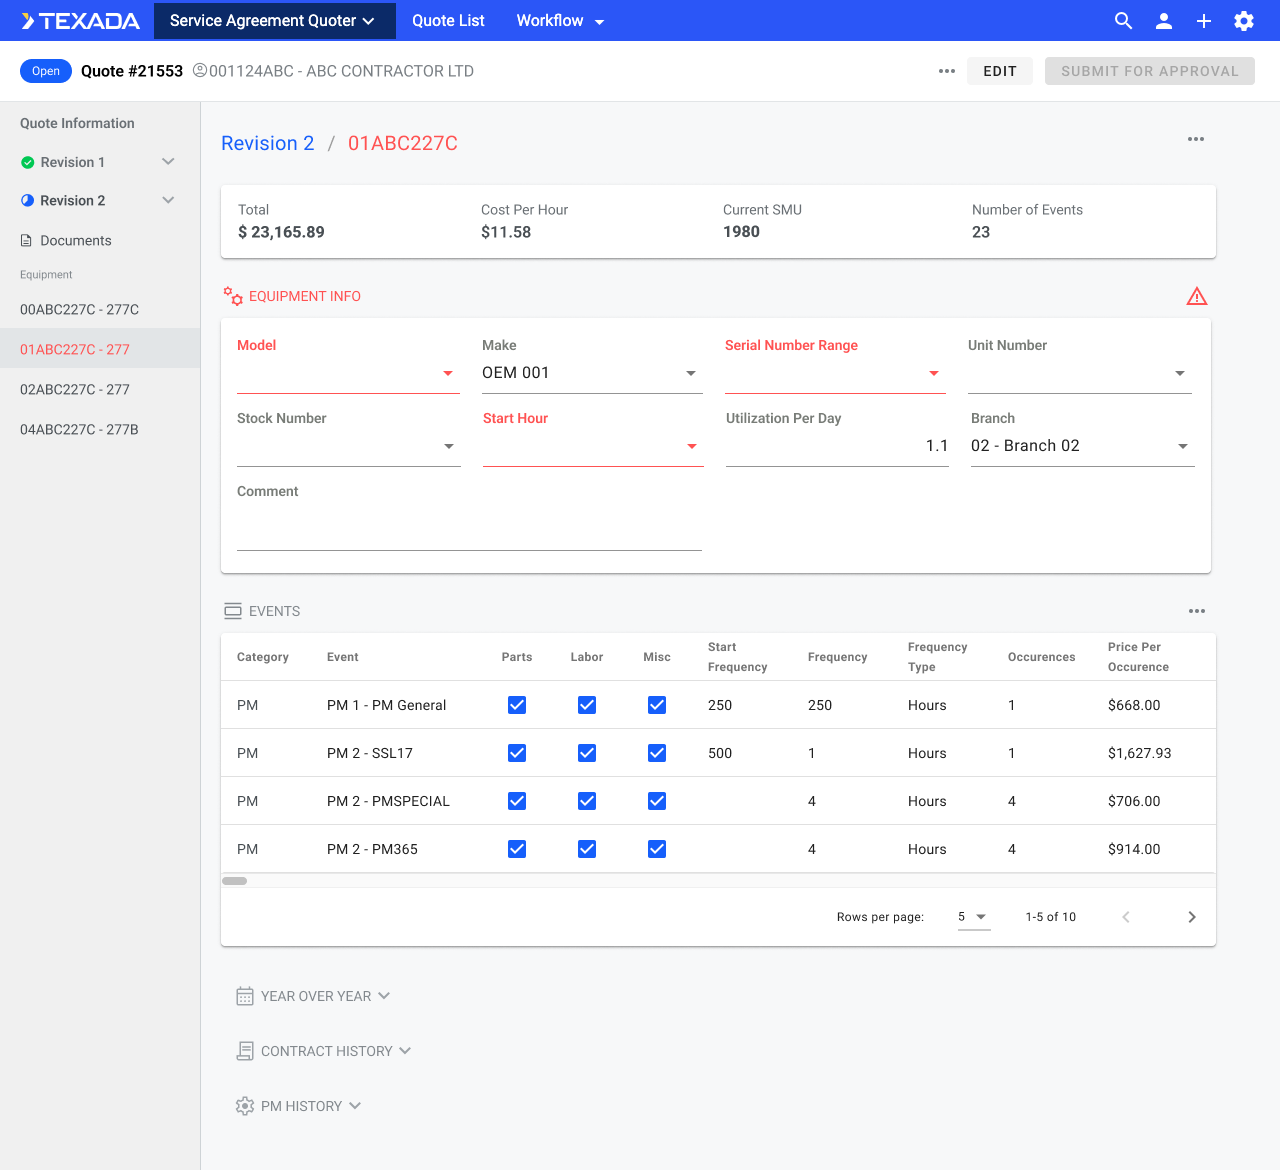 TEXADA Service Agreement Quoter Quote List Workflow
Open Quote #21553 001124ABC - ABC CONTRACTOR LTD EDIT SUBMIT FOR APPROVAL
Quote Information
Revision 1
Revision 2
Documents
Equipment
00ABC227C - 277C
01ABC227C - 277
02ABC227C - 277
04ABC227C - 277B
Revision 2 / 01ABC227C
Total Cost Per Hour Current SMU Number of Events
$ 23,165.89 $11.58 1980 23
EQUIPMENT INFO
Model Make Serial Number Range Unit Number
OEM 001
Stock Number Start Hour Utilization Per Day Branch
1.1 02 - Branch 02
Comment
EVENTS
Category Event Parts Labor Misc Start Frequency Frequency Frequency Type Occurences Price Per Occurence
PM PM 1 - PM General 250 250 Hours 1 $668.00
PM PM 2 - SSL17 500 1 Hours 1 $1,627.93
PM PM 2 - PMSPECIAL 4 Hours 4 $706.00
PM PM 2 - PM365 4 Hours 4 $914.00
Rows per page: 5 1-5 of 10
YEAR OVER YEAR
CONTRACT HISTORY
PM HISTORY